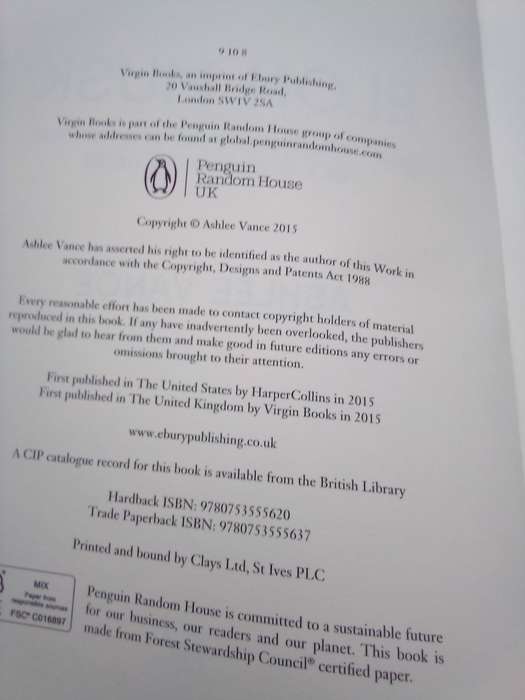 9 10 8
Virgin Books, an imprint of Ebury Publishing,
20 Vauxhall Bridge Road,
London SW1V 2SA
Virgin Books is part of the Penguin Random House group of companies
whose addresses can be found at global.penguinrandomhouse.com
Penguin
Random House
UK
Copyright © Ashlee Vance 2015
Ashlee Vance has asserted his right to be identified as the author of this Work in
accordance with the Copyright, Designs and Patents Act 1988
Every reasonable effort has been made to contact copyright holders of material
reproduced in this book. If any have inadvertently been overlooked, the publishers
would be glad to hear from them and make good in future editions any errors or
omissions brought to their attention.
First published in The United States by HarperCollins in 2015
First published in The United Kingdom by Virgin Books in 2015
www.eburypublishing.co.uk
A CIP catalogue record for this book is available from the British Library
Hardback ISBN: 9780753555620
Trade Paperback ISBN: 9780753555637
Printed and bound by Clays Ltd, St Ives PLC
MIX
Paper from
responsible sources
FSC® C016897
Penguin Random House is committed to a sustainable future
for our business, our readers and our planet. This book is
made from Forest Stewardship Council® certified paper.